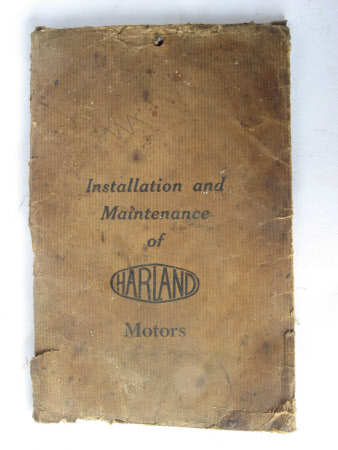 Installation and
Maintenance
of
HARLAND
Motors